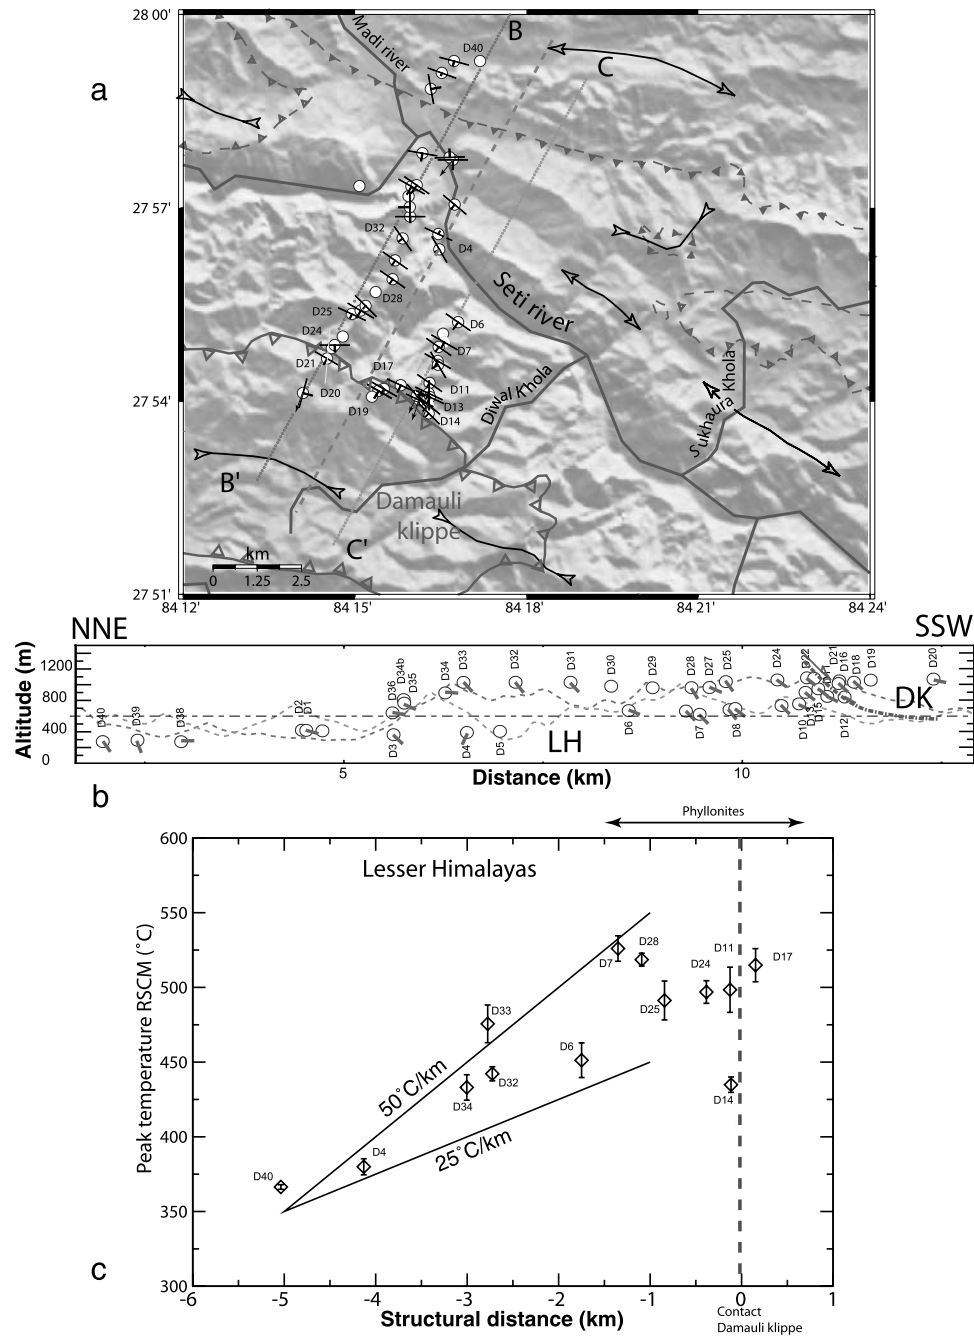 a
28 00'
27 57'
27 54'
27 51'
84 12'
84 15'
84 18'
84 21'
84 24'
Madi river
B
C
D40
D32
D4
D28
D25
D24
D21
D20
D17
D19
D6
D7
D11
D13
D14
Seti river
Diwal Khola
Sukhaura Khola
B'
C'
Damauli
klippe
km
0 1.25 2.5
NNE
SSW
Altitude (m)
1200
800
400
0
D40
D39
D38
D2
D1
D36
D34b
D35
D3
D34
D33
D4
D5
D32
D31
D30
D29
D6
D28
D27
D7
D25
D8
D24
D22
D10
D15
D21
D16
D12
D18
D19
D20
LH
DK
5
10
Distance (km)
b
Phyllonites
Lesser Himalayas
Peak temperature RSCM (˚C)
600
550
500
450
400
350
300
50˚C/km
25˚C/km
D40
D4
D34
D33
D32
D6
D7
D28
D25
D24
D11
D14
D17
c
-6 -5 -4 -3 -2 -1 0 1
Structural distance (km)
Contact
Damauli klippe